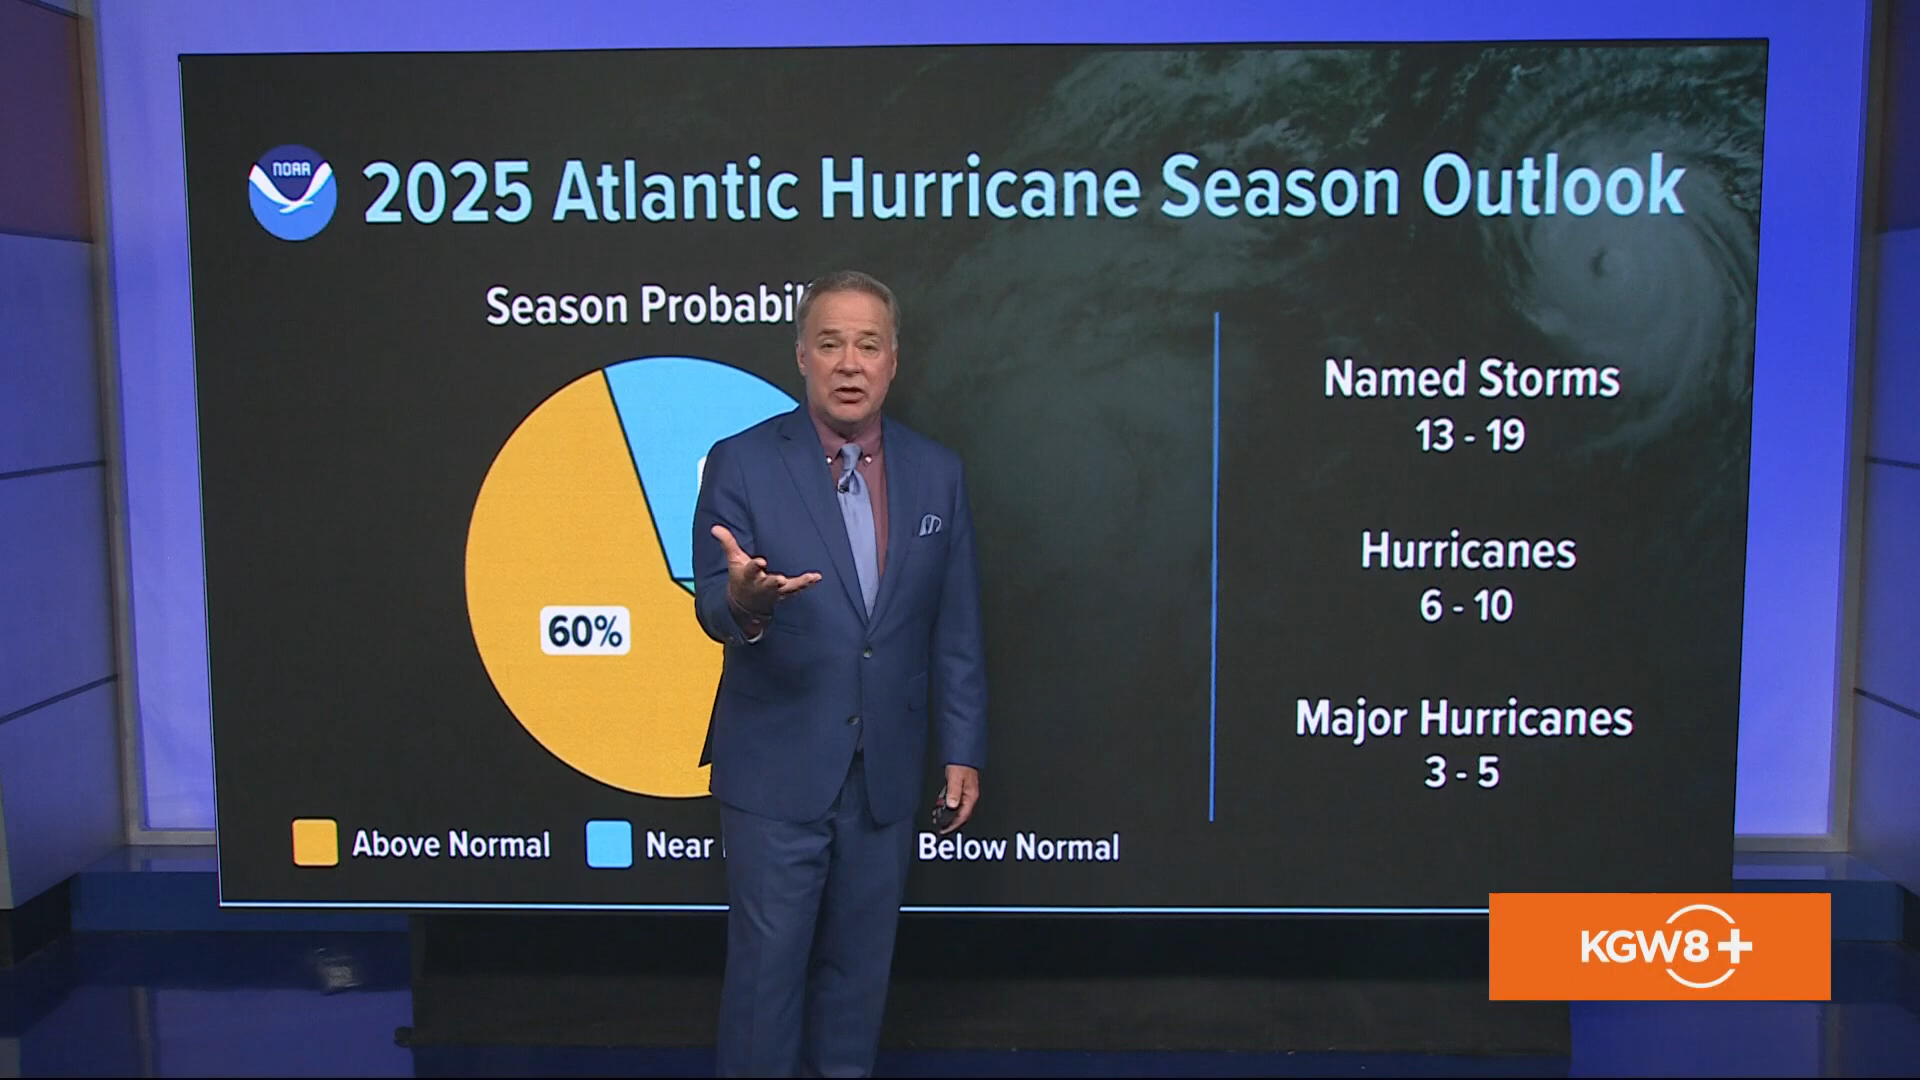 NOAA
2025 Atlantic Hurricane Season Outlook
Season
60%
Above Normal
Near
Below Normal
Named Storms
13 - 19
Hurricanes
6 - 10
Major Hurricanes
3 - 5
KGW8+